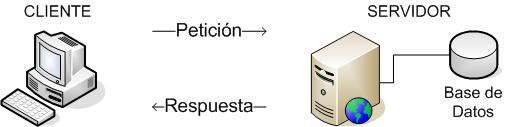 CLIENTE
SERVIDOR
Petición
Respuesta
Base de
Datos